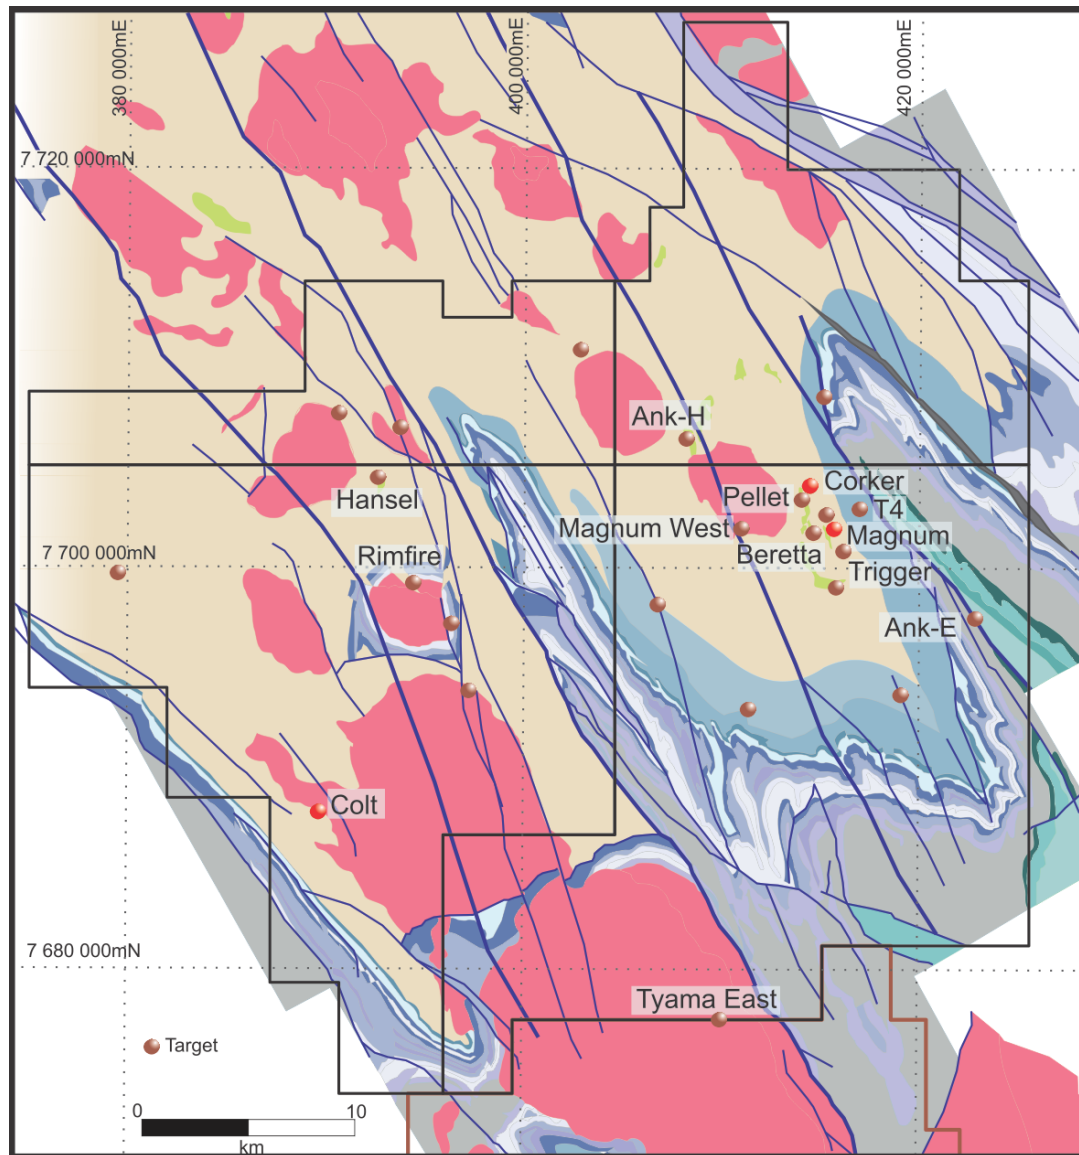 380 000mE
400 000mE
420 000mE
7 720 000mN
Ank-H
Hansel
Pellet
Corker
T4
Magnum West
Magnum
Beretta
Rimfire
7 700 000mN
Trigger
Ank-E
Colt
7 680 000mN
Tyama East
Target
0
10
km